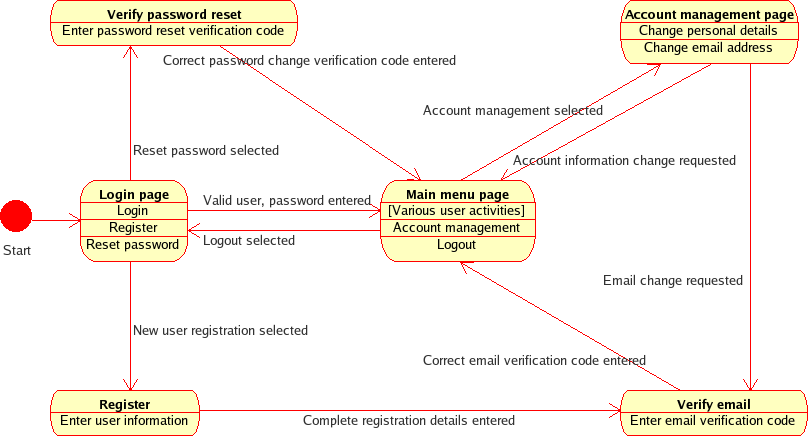 Verify password reset
Enter password reset verification code
Account management page
Change personal details
Change email address
Correct password change verification code entered
Account management selected
Reset password selected
Account information change requested
Login page
Login
Register
Reset password
Valid user, password entered
Logout selected
Main menu page
[Various user activities]
Account management
Logout
Start
Email change requested
New user registration selected
Correct email verification code entered
Register
Enter user information
Complete registration details entered
Verify email
Enter email verification code